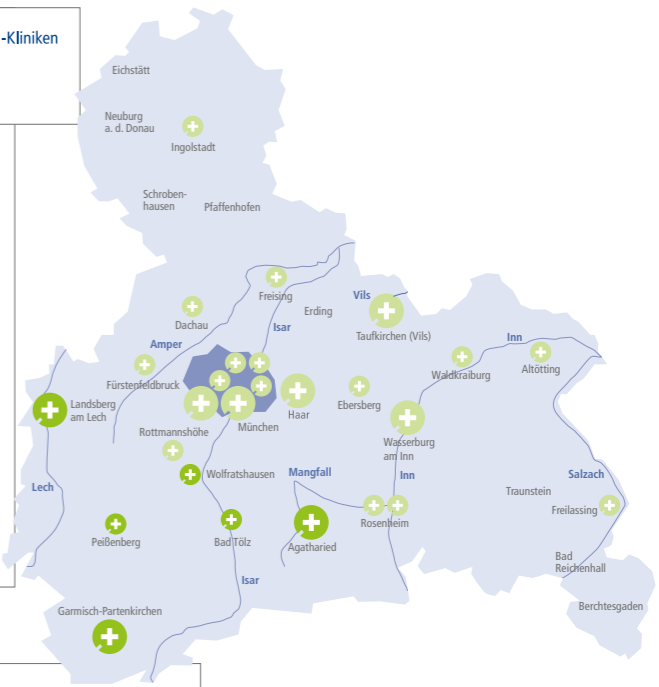 -Kliniken
Eichstätt
Neuburg
a. d. Donau
Ingolstadt
Schroben-
hausen
Pfaffenhofen
Freising
Erding
Vils
Dachau
Isar
Taufkirchen (Vils)
Amper
Inn
Fürstenfeldbruck
Waldkraiburg
Altötting
Landsberg
am Lech
Ebersberg
Haar
München
Rottmannshöhe
Wasserburg
am Inn
Wolfratshausen
Mangfall
Inn
Salzach
Lech
Traunstein
Freilassing
Rosenheim
Peißenberg
Bad Tölz
Agatharied
Bad
Reichenhall
Isar
Garmisch-Partenkirchen
Berchtesgaden